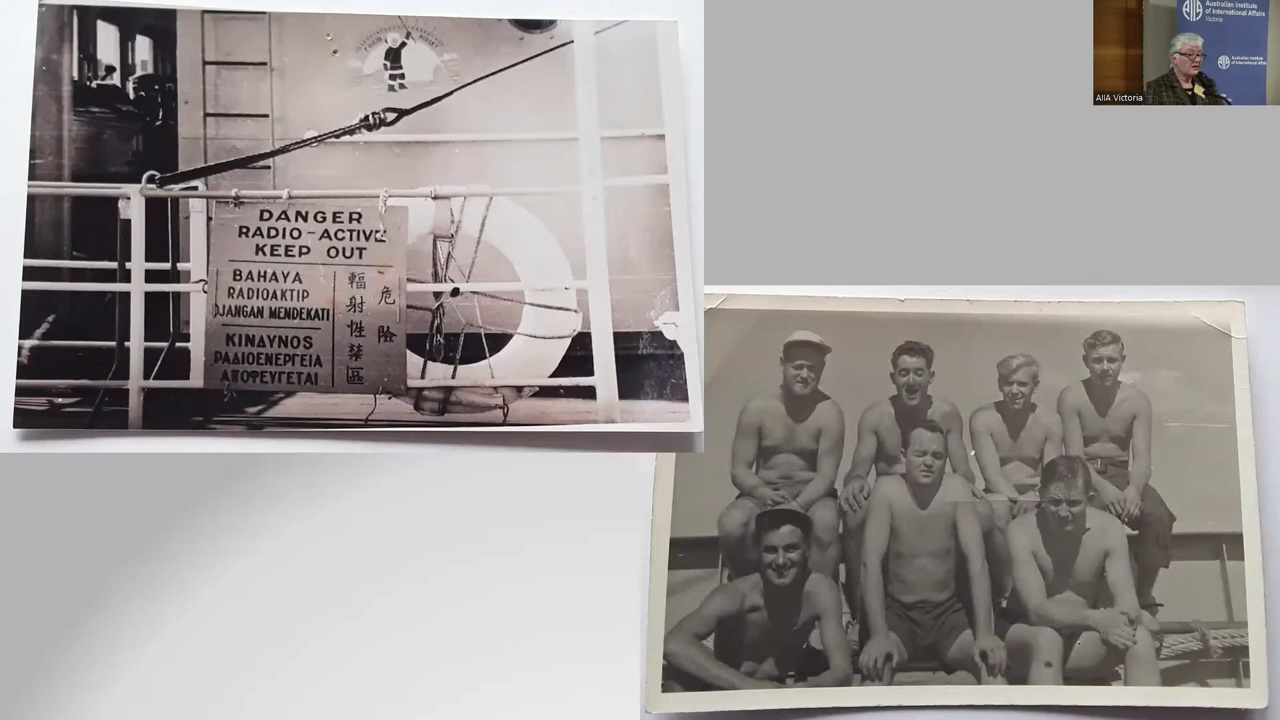 DANGER
RADIO-ACTIVE
KEEP OUT
BAHAYA
RADIOAKTIP
DJANGAN MENDEKATI
ΚΙΝΔΥΝΟΣ
ΡΑΔΙΟΕΝΕΡΓΕΙΑ
ΑΠΟΦΕΥΓΕΤΑΙ
危險
輻射性禁區
AIIA
Australian Institute
of International Affairs
Victoria
AIIA Victoria